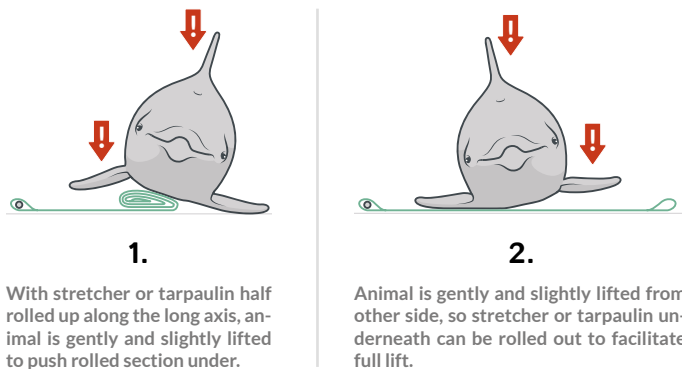 1.
With stretcher or tarpaulin half
rolled up along the long axis, an-
imal is gently and slightly lifted
to push rolled section under.
2.
Animal is gently and slightly lifted from
other side, so stretcher or tarpaulin un-
derneath can be rolled out to facilitate
full lift.